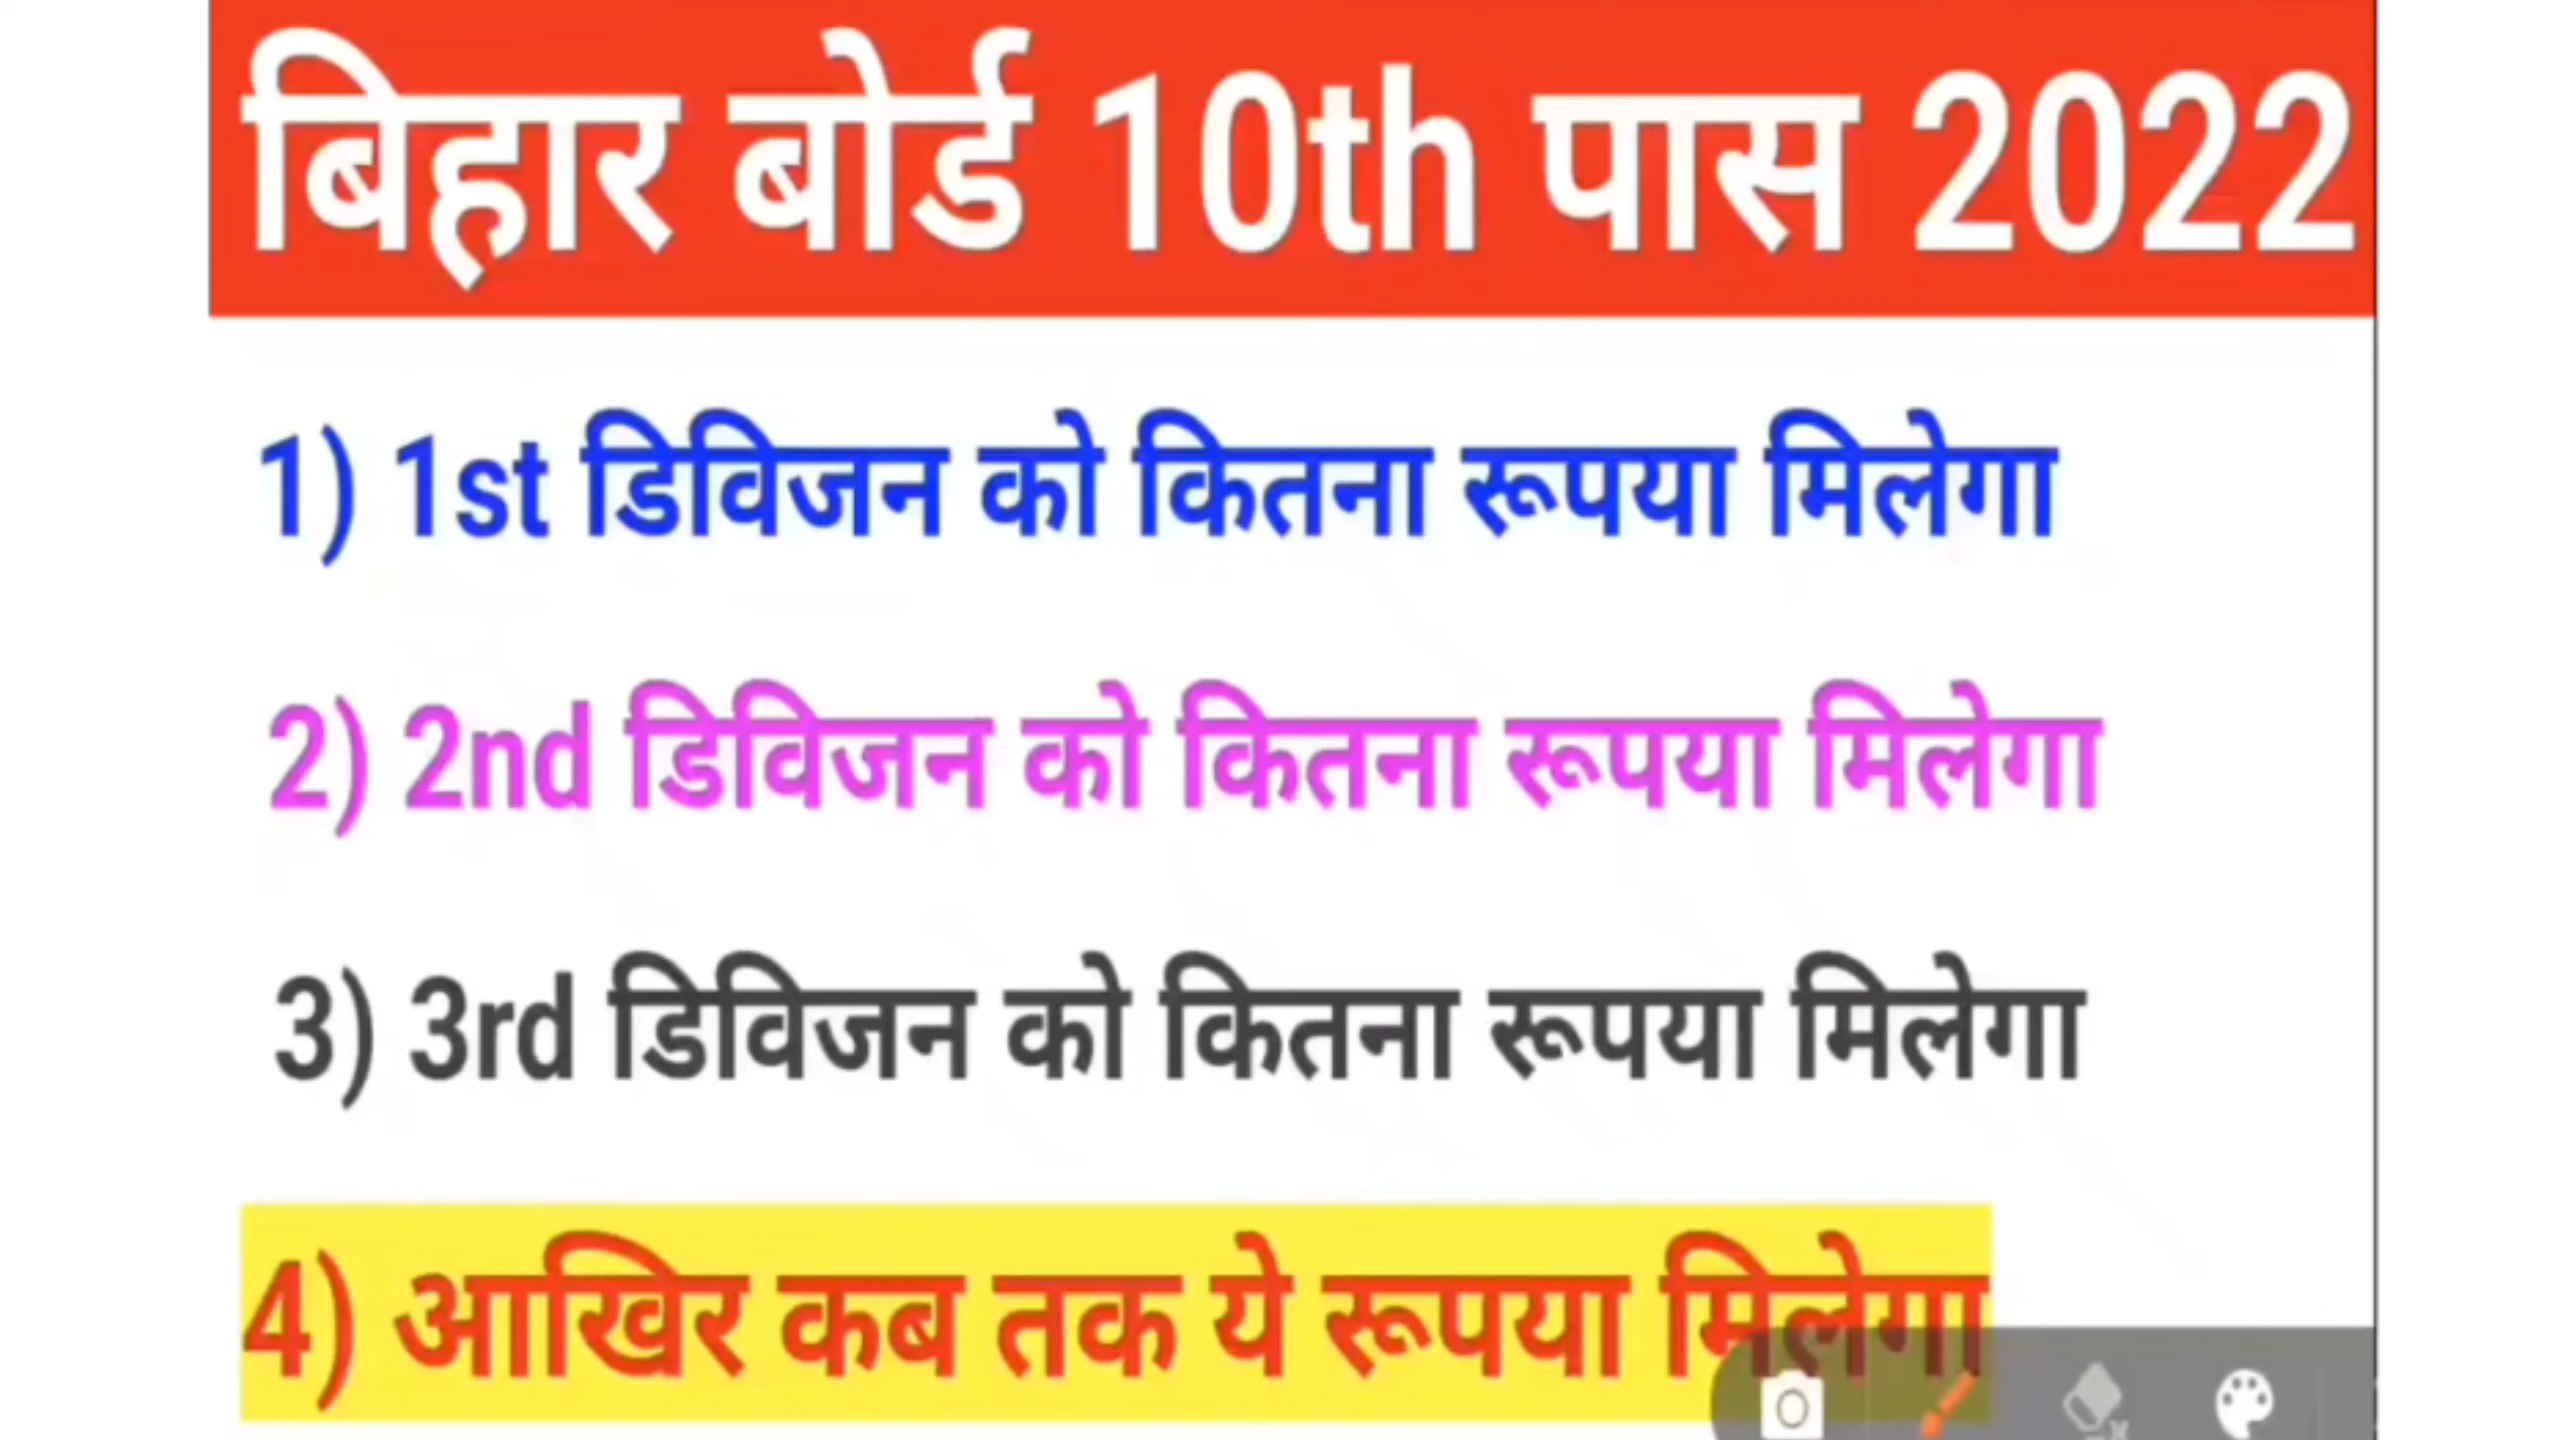 बिहार बोर्ड 10th पास 2022
1) 1st डिविजन को कितना रूपया मिलेगा
2) 2nd डिविजन को कितना रूपया मिलेगा
3) 3rd डिविजन को कितना रूपया मिलेगा
4) आखिर कब तक ये रूपया मिलेगा